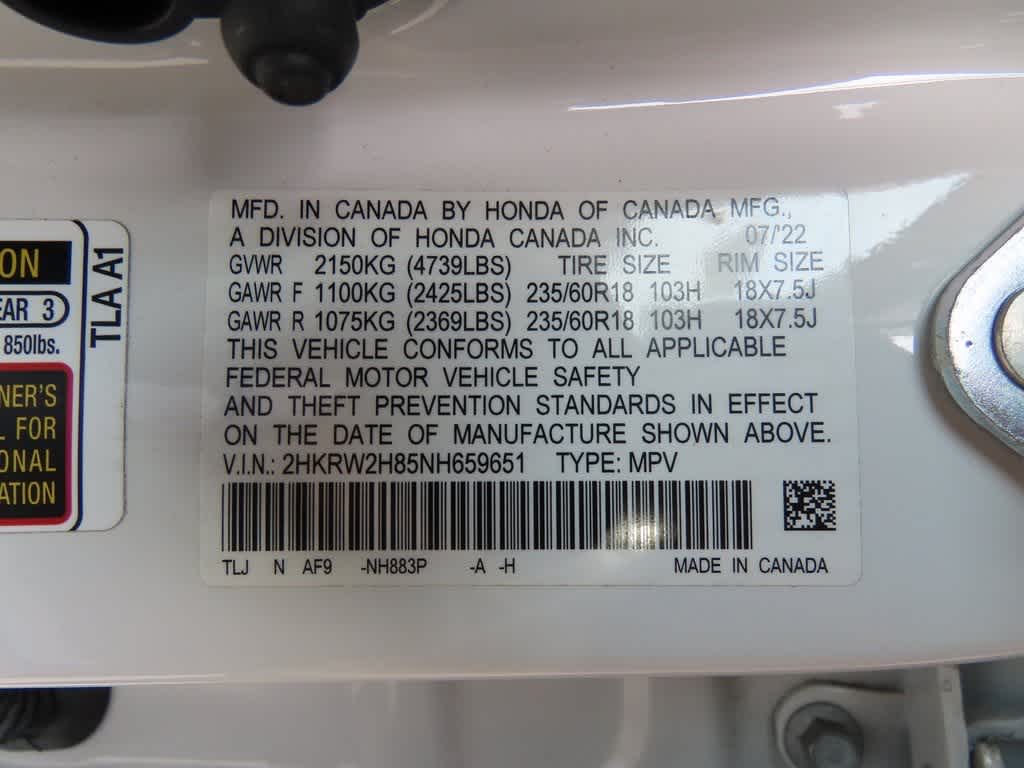 ON
EAR 3
850lbs.
NER'S
L FOR
ONAL
ATION
TLA A1
MFD. IN CANADA BY HONDA OF CANADA MFG.,
A DIVISION OF HONDA CANADA INC. 07/22
GVWR 2150KG (4739LBS) TIRE SIZE RIM SIZE
GAWR F 1100KG (2425LBS) 235/60R18 103H 18X7.5J
GAWR R 1075KG (2369LBS) 235/60R18 103H 18X7.5J
THIS VEHICLE CONFORMS TO ALL APPLICABLE
FEDERAL MOTOR VEHICLE SAFETY
AND THEFT PREVENTION STANDARDS IN EFFECT
ON THE DATE OF MANUFACTURE SHOWN ABOVE.
V.I.N.: 2HKRW2H85NH659651 TYPE: MPV
TLJ N AF9 -NH883P -A -H MADE IN CANADA